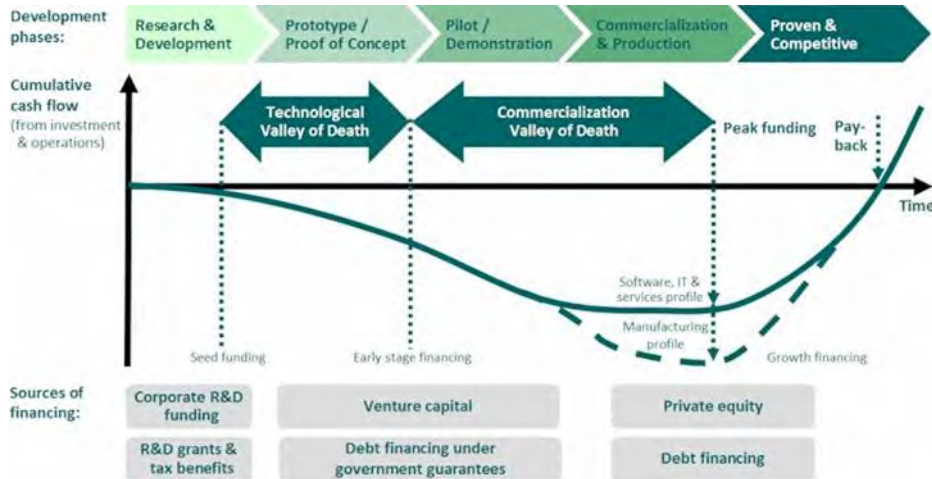 Development
phases:
Research &
Development
Prototype /
Proof of Concept
Pilot /
Demonstration
Commercialization
& Production
Proven &
Competitive
Cumulative
cash flow
(from investment
& operations)
Technological
Valley of Death
Commercialization
Valley of Death
Peak funding
Pay-
back
Time
Software, IT &
services profile
Manufacturing
profile
Seed funding
Early stage financing
Growth financing
Sources of
financing:
Corporate R&D
funding
Venture capital
Private equity
R&D grants &
tax benefits
Debt financing under
government guarantees
Debt financing